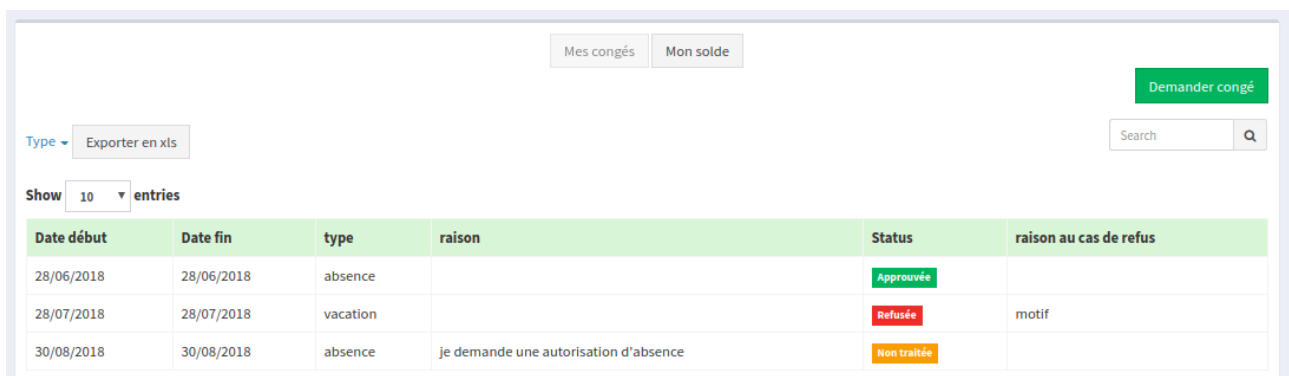 Mes congés Mon solde
Demander congé
Type Exporter en xls Search
Show 10 entries
Date début Date fin type raison Status raison au cas de refus
28/06/2018 28/06/2018 absence Approuvée
28/07/2018 28/07/2018 vacation Refusée motif
30/08/2018 30/08/2018 absence je demande une autorisation d'absence Non traitée